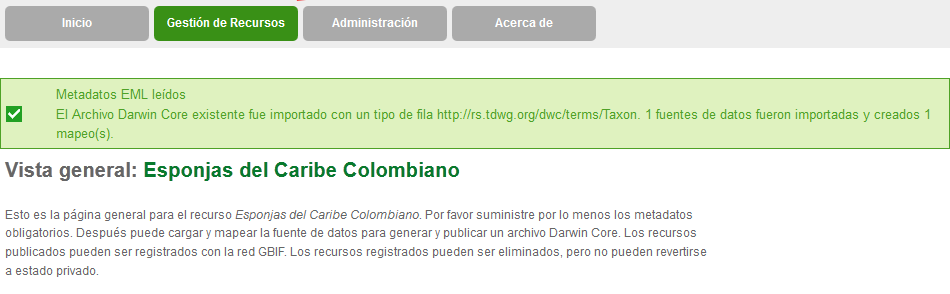 Inicio
Gestión de Recursos
Administración
Acerca de
Metadatos EML leídos
El Archivo Darwin Core existente fue importado con un tipo de fila http://rs.tdwg.org/dwc/terms/Taxon. 1 fuentes de datos fueron importadas y creados 1
mapeo(s).
Vista general: Esponjas del Caribe Colombiano
Esto es la página general para el recurso Esponjas del Caribe Colombiano. Por favor suministre por lo menos los metadatos
obligatorios. Después puede cargar y mapear la fuente de datos para generar y publicar un archivo Darwin Core. Los recursos
publicados pueden ser registrados con la red GBIF. Los recursos registrados pueden ser eliminados, pero no pueden revertirse
a estado privado.